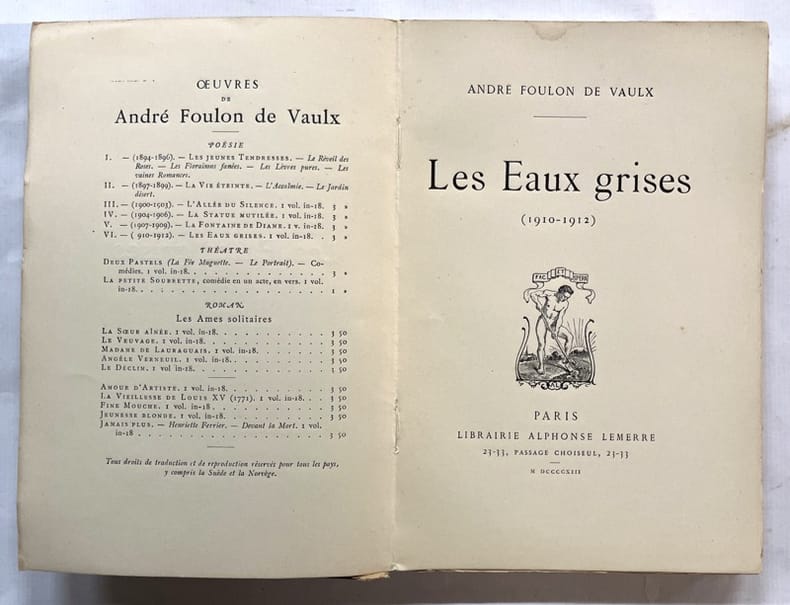 ŒUVRES
DE
André Foulon de Vaulx
POÉSIE
I. — (1894-1896). — LES JEUNES TENDRESSES. — Le Réveil des
Roses. — Les Floraisons fanées. — Les Lèvres pures. — Les
vaines Romances.
II. — (1897-1899). — LA VIE ÉTEINTE. — L'Accalmie. — Le Jardin
désert.
III. — (1900-1903). — L'ALLÉE DU SILENCE. 1 vol. in-18. 3 »
IV. — (1904-1906). — LA STATUE MUTILÉE. 1 vol. in-18. 3 »
V. — (1907-1909). — LA FONTAINE DE DIANE. 1 v. in-18. 3 »
VI. — ( 910-1912). — LES EAUX GRISES. 1 vol. in-18. . 3 »
THÉATRE
DEUX PASTELS (La Fée Muguette. — Le Portrait). — Co-
médies. 1 vol. in-18. . . . . . . . . . . . . . 3 »
LA PETITE SOUBRETTE, comédie en un acte, en vers. 1 vol.
in-18. . . . . . . . . . . . . . . . . . . . 1 »
ROMAN
Les Ames solitaires
LA SŒUR AÎNÉE. 1 vol. in-18. . . . . . . . . . . 3 50
LE VEUVAGE. 1 vol. in-18. . . . . . . . . . . . 3 50
MADAME DE LAURAGUAIS. 1 vol. in-18. . . . . . . . 3 50
ANGÈLE VERNEUIL. 1 vol. in-18. . . . . . . . . . 3 50
LE DÉCLIN. 1 vol. in-18. . . . . . . . . . . . . 3 50
AMOUR D'ARTISTE. 1 vol. in-18. . . . . . . . . . 3 50
LA VIEILLESSE DE LOUIS XV (1771). 1 vol. in-18. . . 3 50
FINE MOUCHE. 1 vol. in-18 . . . . . . . . . . . 3 50
JEUNESSE BLONDE. 1 vol. in-18. . . . . . . . . . 3 50
JAMAIS PLUS. — Henriette Ferrier. — Devant la Mort. 1 vol.
in-18 . . . . . . . . . . . . . . . . . . . 3 50
Tous droits de traduction et de reproduction réservés pour tous les pays,
y compris la Suède et la Norvège.
ANDRÉ FOULON DE VAULX
Les Eaux grises
(1910-1912)
FAC ET SPERA
AL
PARIS
LIBRAIRIE ALPHONSE LEMERRE
23-33, PASSAGE CHOISEUL, 23-33
M DCCCCXIII